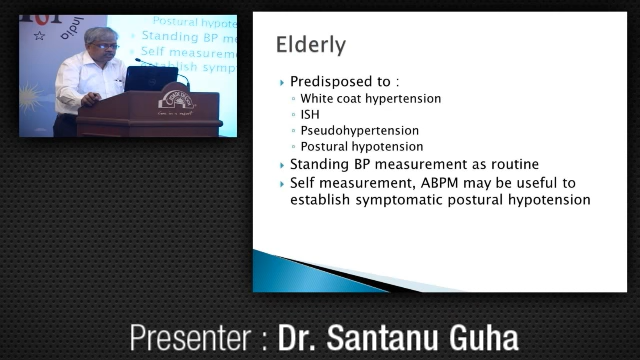 India
Postural hypote
Standing BP me
Self measurem
establish symp
Elderly
Predisposed to :
White coat hypertension
ISH
Pseudohypertension
Postural hypotension
Standing BP measurement as routine
Self measurement, ABPM may be useful to
establish symptomatic postural hypotension
Presenter : Dr. Santanu Guha